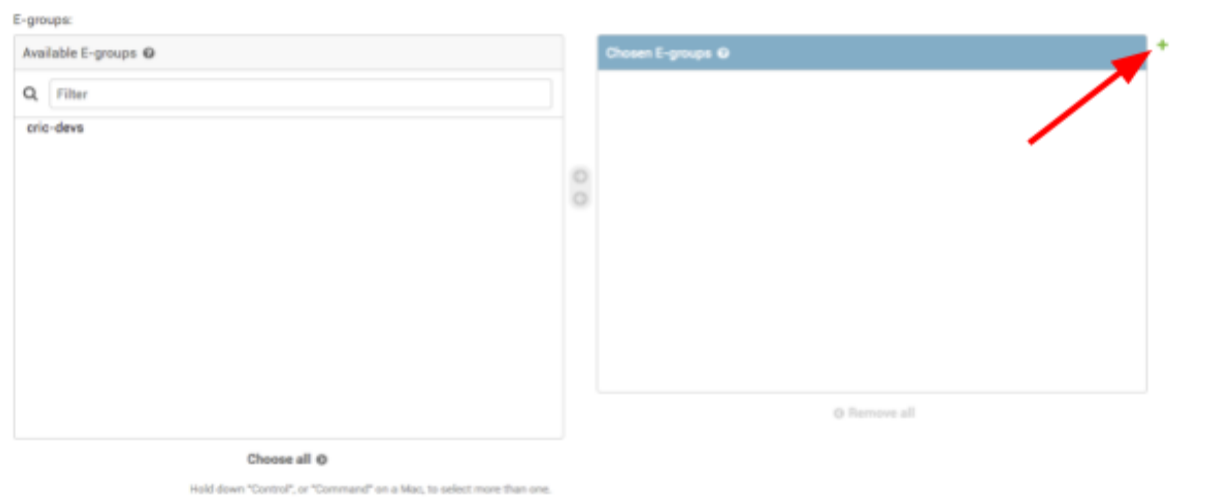 E-groups:
Available E-groups
Chosen E-groups
Filter
cric-devs
Remove all
Choose all
Hold down "Control", or "Command" on a Mac, to select more than one.